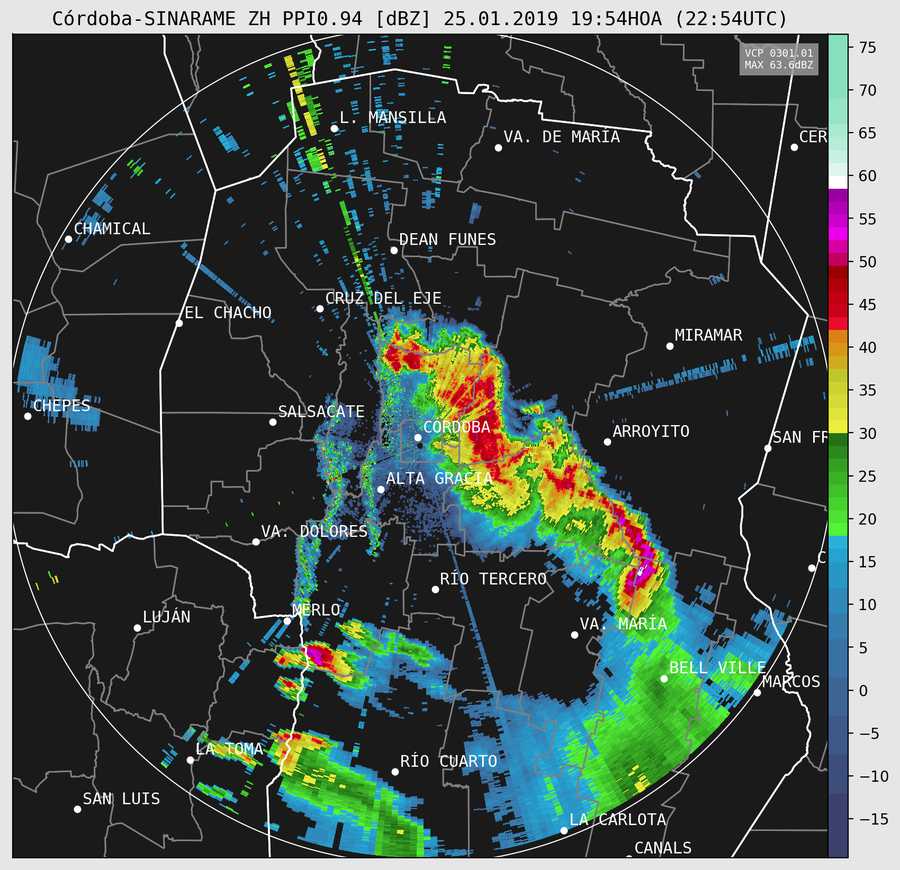 Córdoba-SINARAME ZH PPI0.94 [dBZ] 25.01.2019 19:54HOA (22:54UTC)
VCP 0301.01
MAX 63.6dBZ
L. MANSILLA
VA. DE MARÍA
CER
CHAMICAL
DEAN FUNES
CRUZ DEL EJE
EL CHACHO
MIRAMAR
CHEPES
SALSACATE
CÓRDOBA
ARROYITO
SAN FR
ALTA GRACIA
VA. DOLORES
C
RÍO TERCERO
MERLO
LUJÁN
VA. MARÍA
BELL VILLE
MARCOS
LA TOMA
RÍO CUARTO
SAN LUIS
LA CARLOTA
CANALS
75
70
65
60
55
50
45
40
35
30
25
20
15
10
5
0
−5
−10
−15